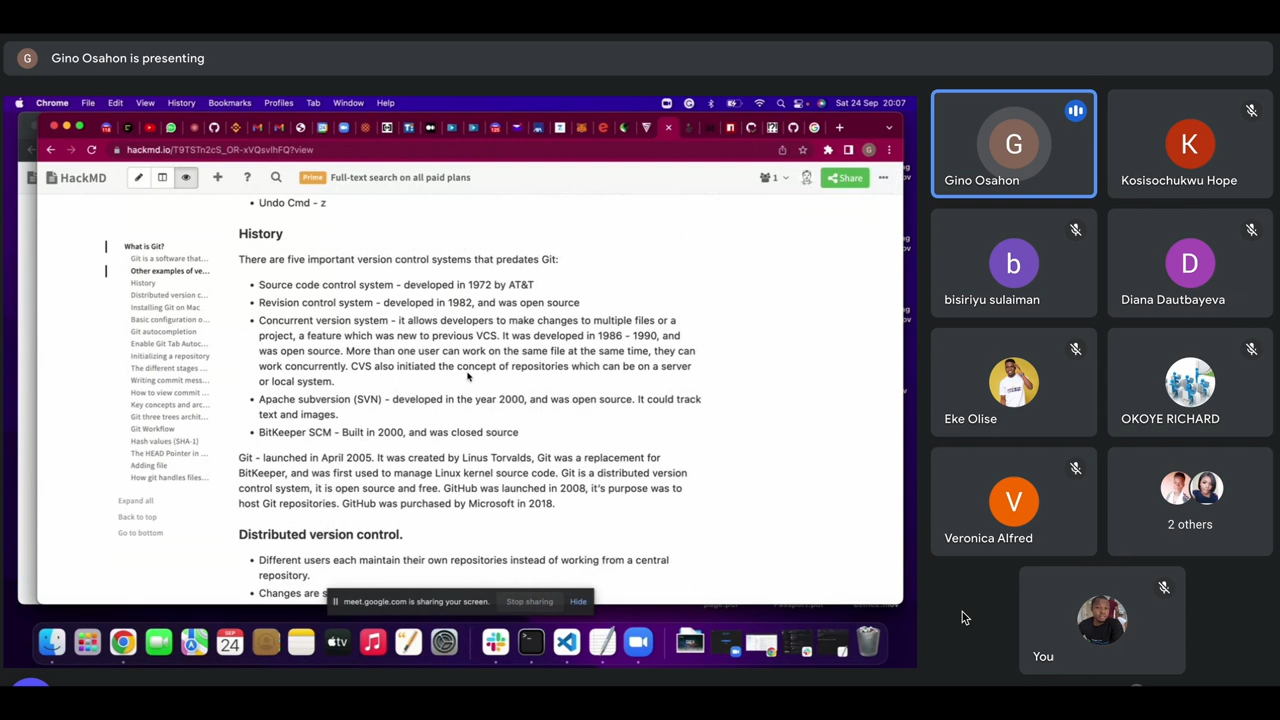 G Gino Osahon is presenting
Chrome File Edit View History Bookmarks Profiles Tab Window Help Sat 24 Sep 20:07
hackmd.io/T9TSTn2cS_OR-xVQsvlhFQ?view
HackMD Prime Full-text search on all paid plans 1 Share
Undo Cmd - z
History
There are five important version control systems that predates Git:
Source code control system - developed in 1972 by AT&T
Revision control system - developed in 1982, and was open source
Concurrent version system - it allows developers to make changes to multiple files or a
project, a feature which was new to previous VCS. It was developed in 1986 - 1990, and
was open source. More than one user can work on the same file at the same time, they can
work concurrently. CVS also initiated the concept of repositories which can be on a server
or local system.
Apache subversion (SVN) - developed in the year 2000, and was open source. It could track
text and images.
BitKeeper SCM - Built in 2000, and was closed source
Git - launched in April 2005. It was created by Linus Torvalds, Git was a replacement for
BitKeeper, and was first used to manage Linux kernel source code. Git is a distributed version
control system, it is open source and free. GitHub was launched in 2008, it's purpose was to
host Git repositories. GitHub was purchased by Microsoft in 2018.
Distributed version control.
Different users each maintain their own repositories instead of working from a central
repository.
Changes are s
What is Git?
Git is a software that...
Other examples of ve...
History
Distributed version c...
Installing Git on Mac
Basic configuration o...
Git autocompletion
Enable Git Tab Autoc...
Initializing a repository
The different stages ...
Writing commit mess...
How to view commit ...
Key concepts and arc...
Git three trees archit...
Git Workflow
Hash values (SHA-1)
The HEAD Pointer in ...
Adding file
How git handles files...
Expand all
Back to top
Go to bottom
meet.google.com is sharing your screen. Stop sharing Hide
SEP
24
tv
G
Gino Osahon
K
Kosisochukwu Hope
b
bisiriyu sulaiman
D
Diana Dautbayeva
Eke Olise
OKOYE RICHARD
V
Veronica Alfred
2 others
You